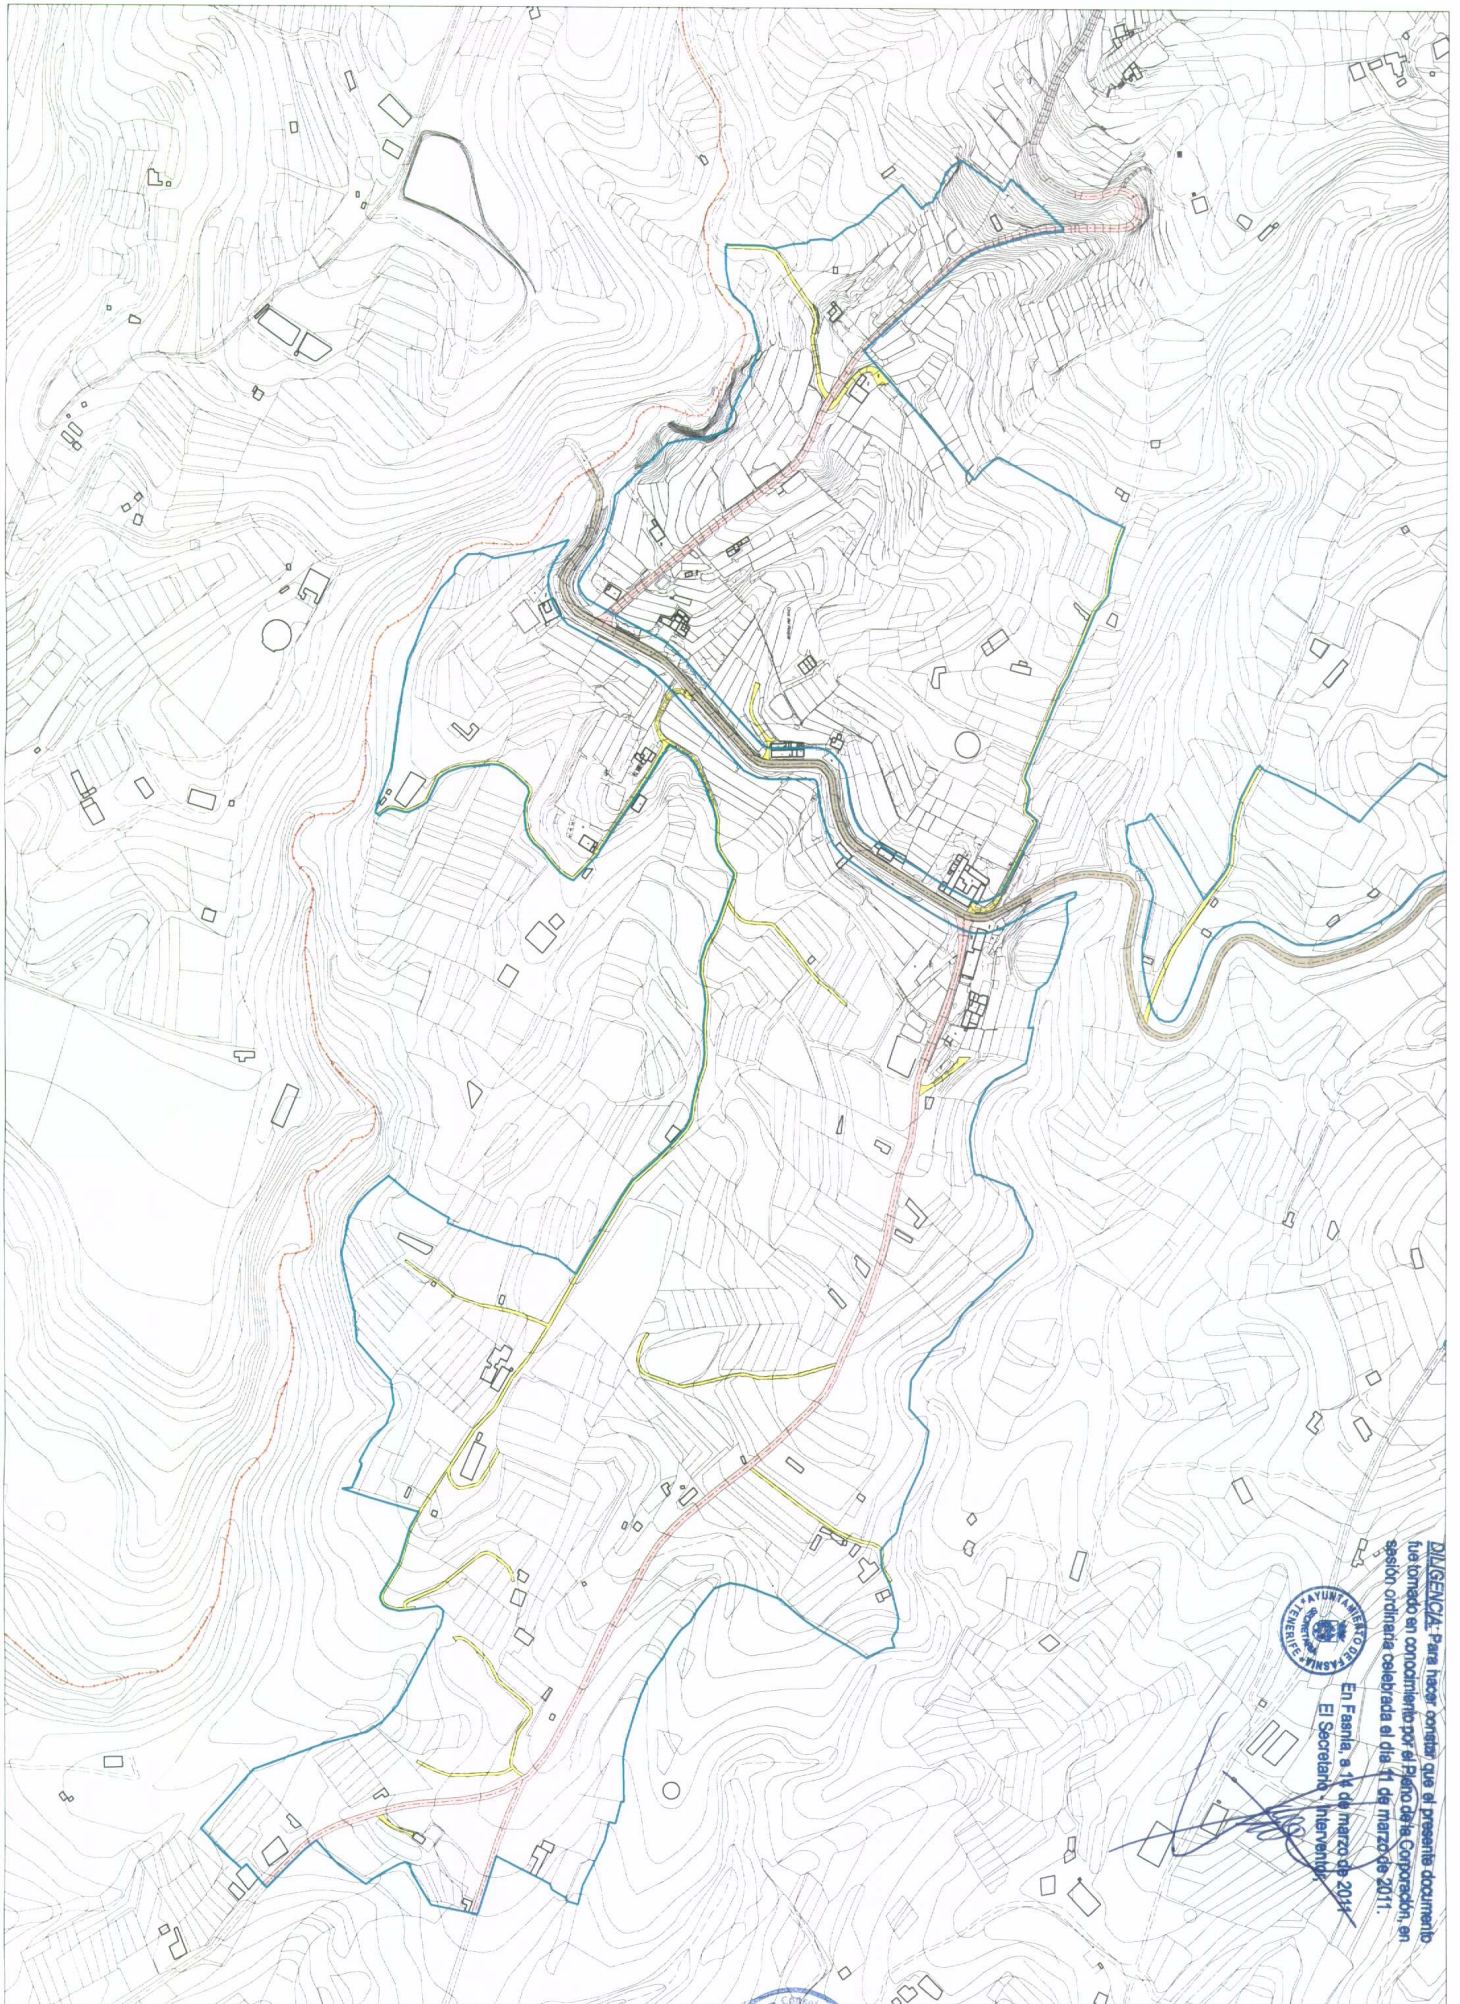 DILIGENCIA: Para hacer constar que el presente documento
fue tomado en conocimiento por el Pleno de la Corporación, en
sesión ordinaria celebrada el día 11 de marzo de 2011.
En Fasnia, a 14 de marzo de 2011
El Secretario - Interventor,
AYUNTAMIENTO DE FASNIA
TENERIFE